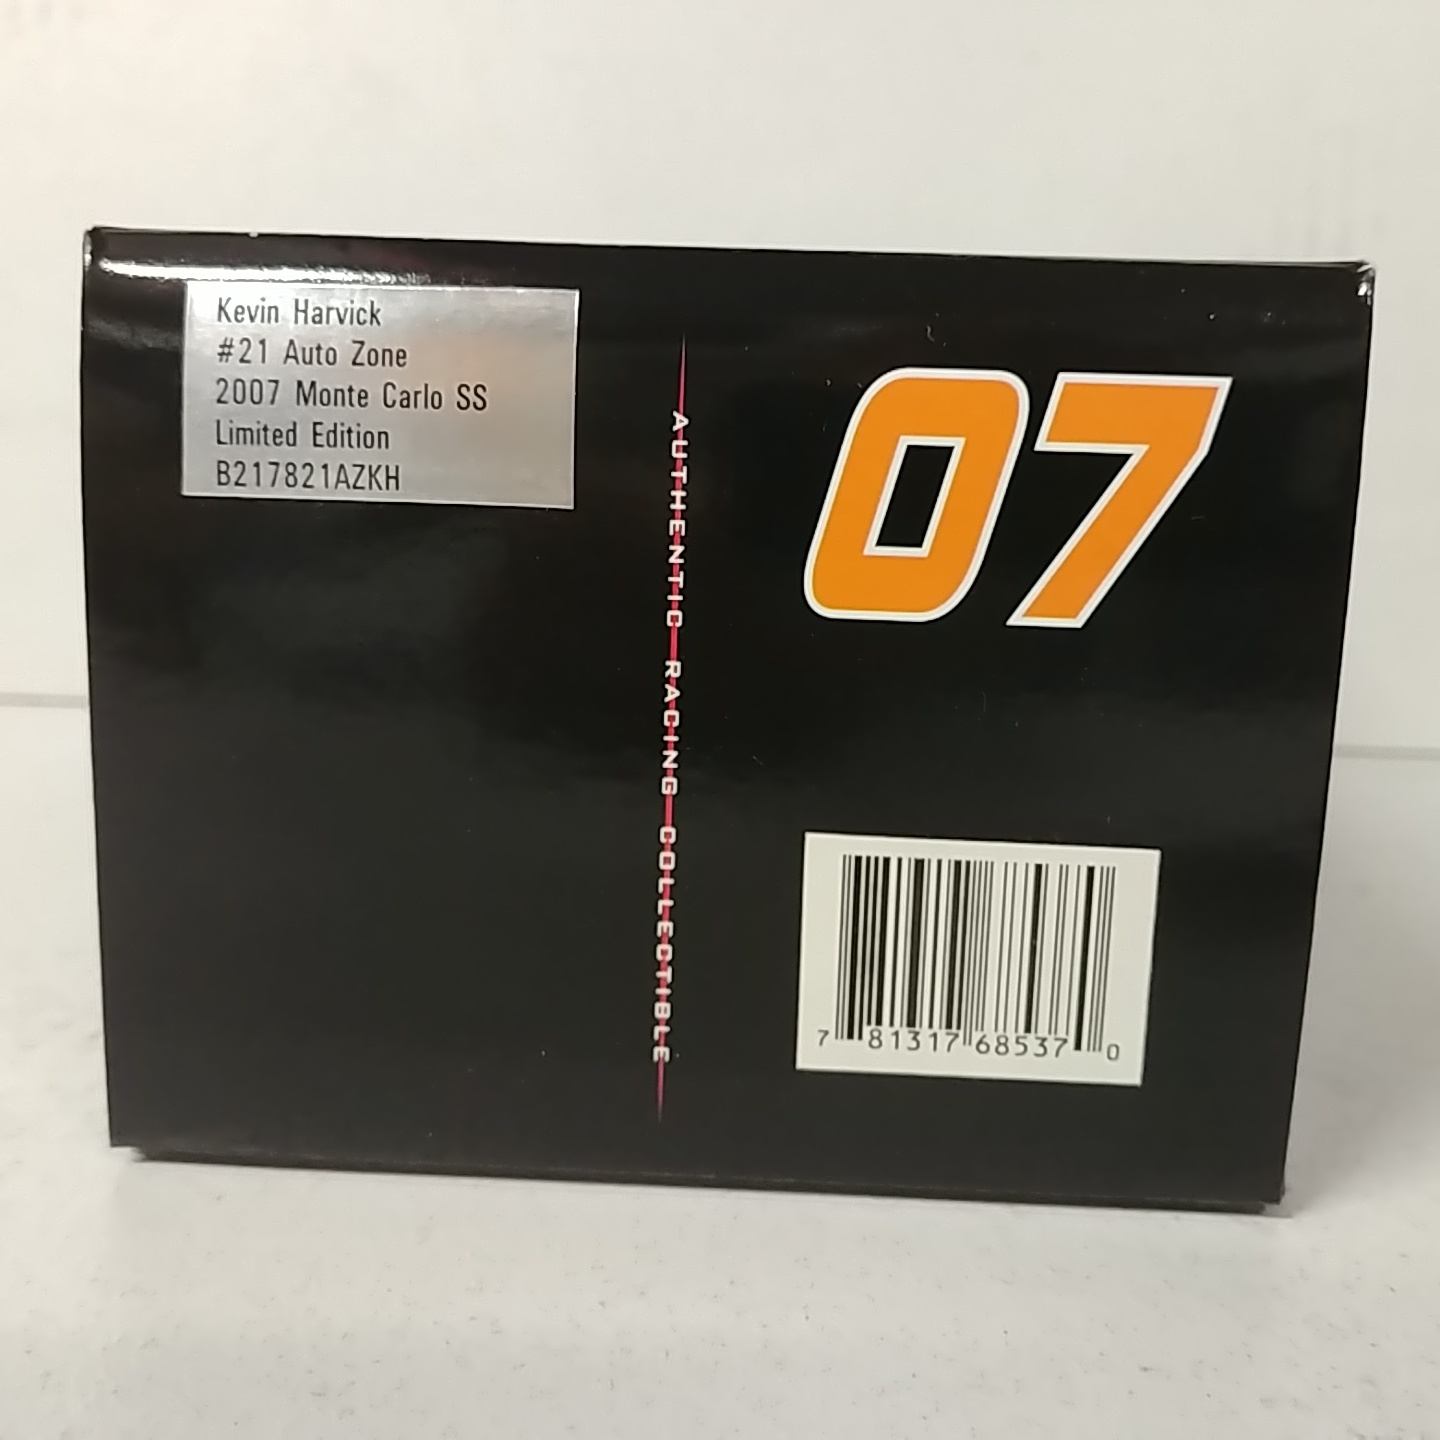 Kevin Harvick
#21 Auto Zone
2007 Monte Carlo SS
Limited Edition
B217821AZKH
AUTHENTIC RACING COLLECTIBLE
07
7 81317 68537 0